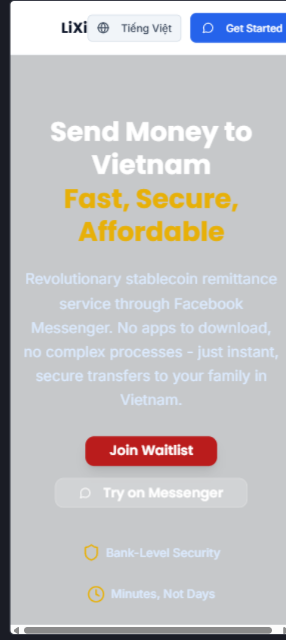 LiXi
Tiếng Việt
Get Started
Send Money to
Vietnam
Fast, Secure,
Affordable
Revolutionary stablecoin remittance
service through Facebook
Messenger. No apps to download,
no complex processes - just instant,
secure transfers to your family in
Vietnam.
Join Waitlist
Try on Messenger
Bank-Level Security
Minutes, Not Days